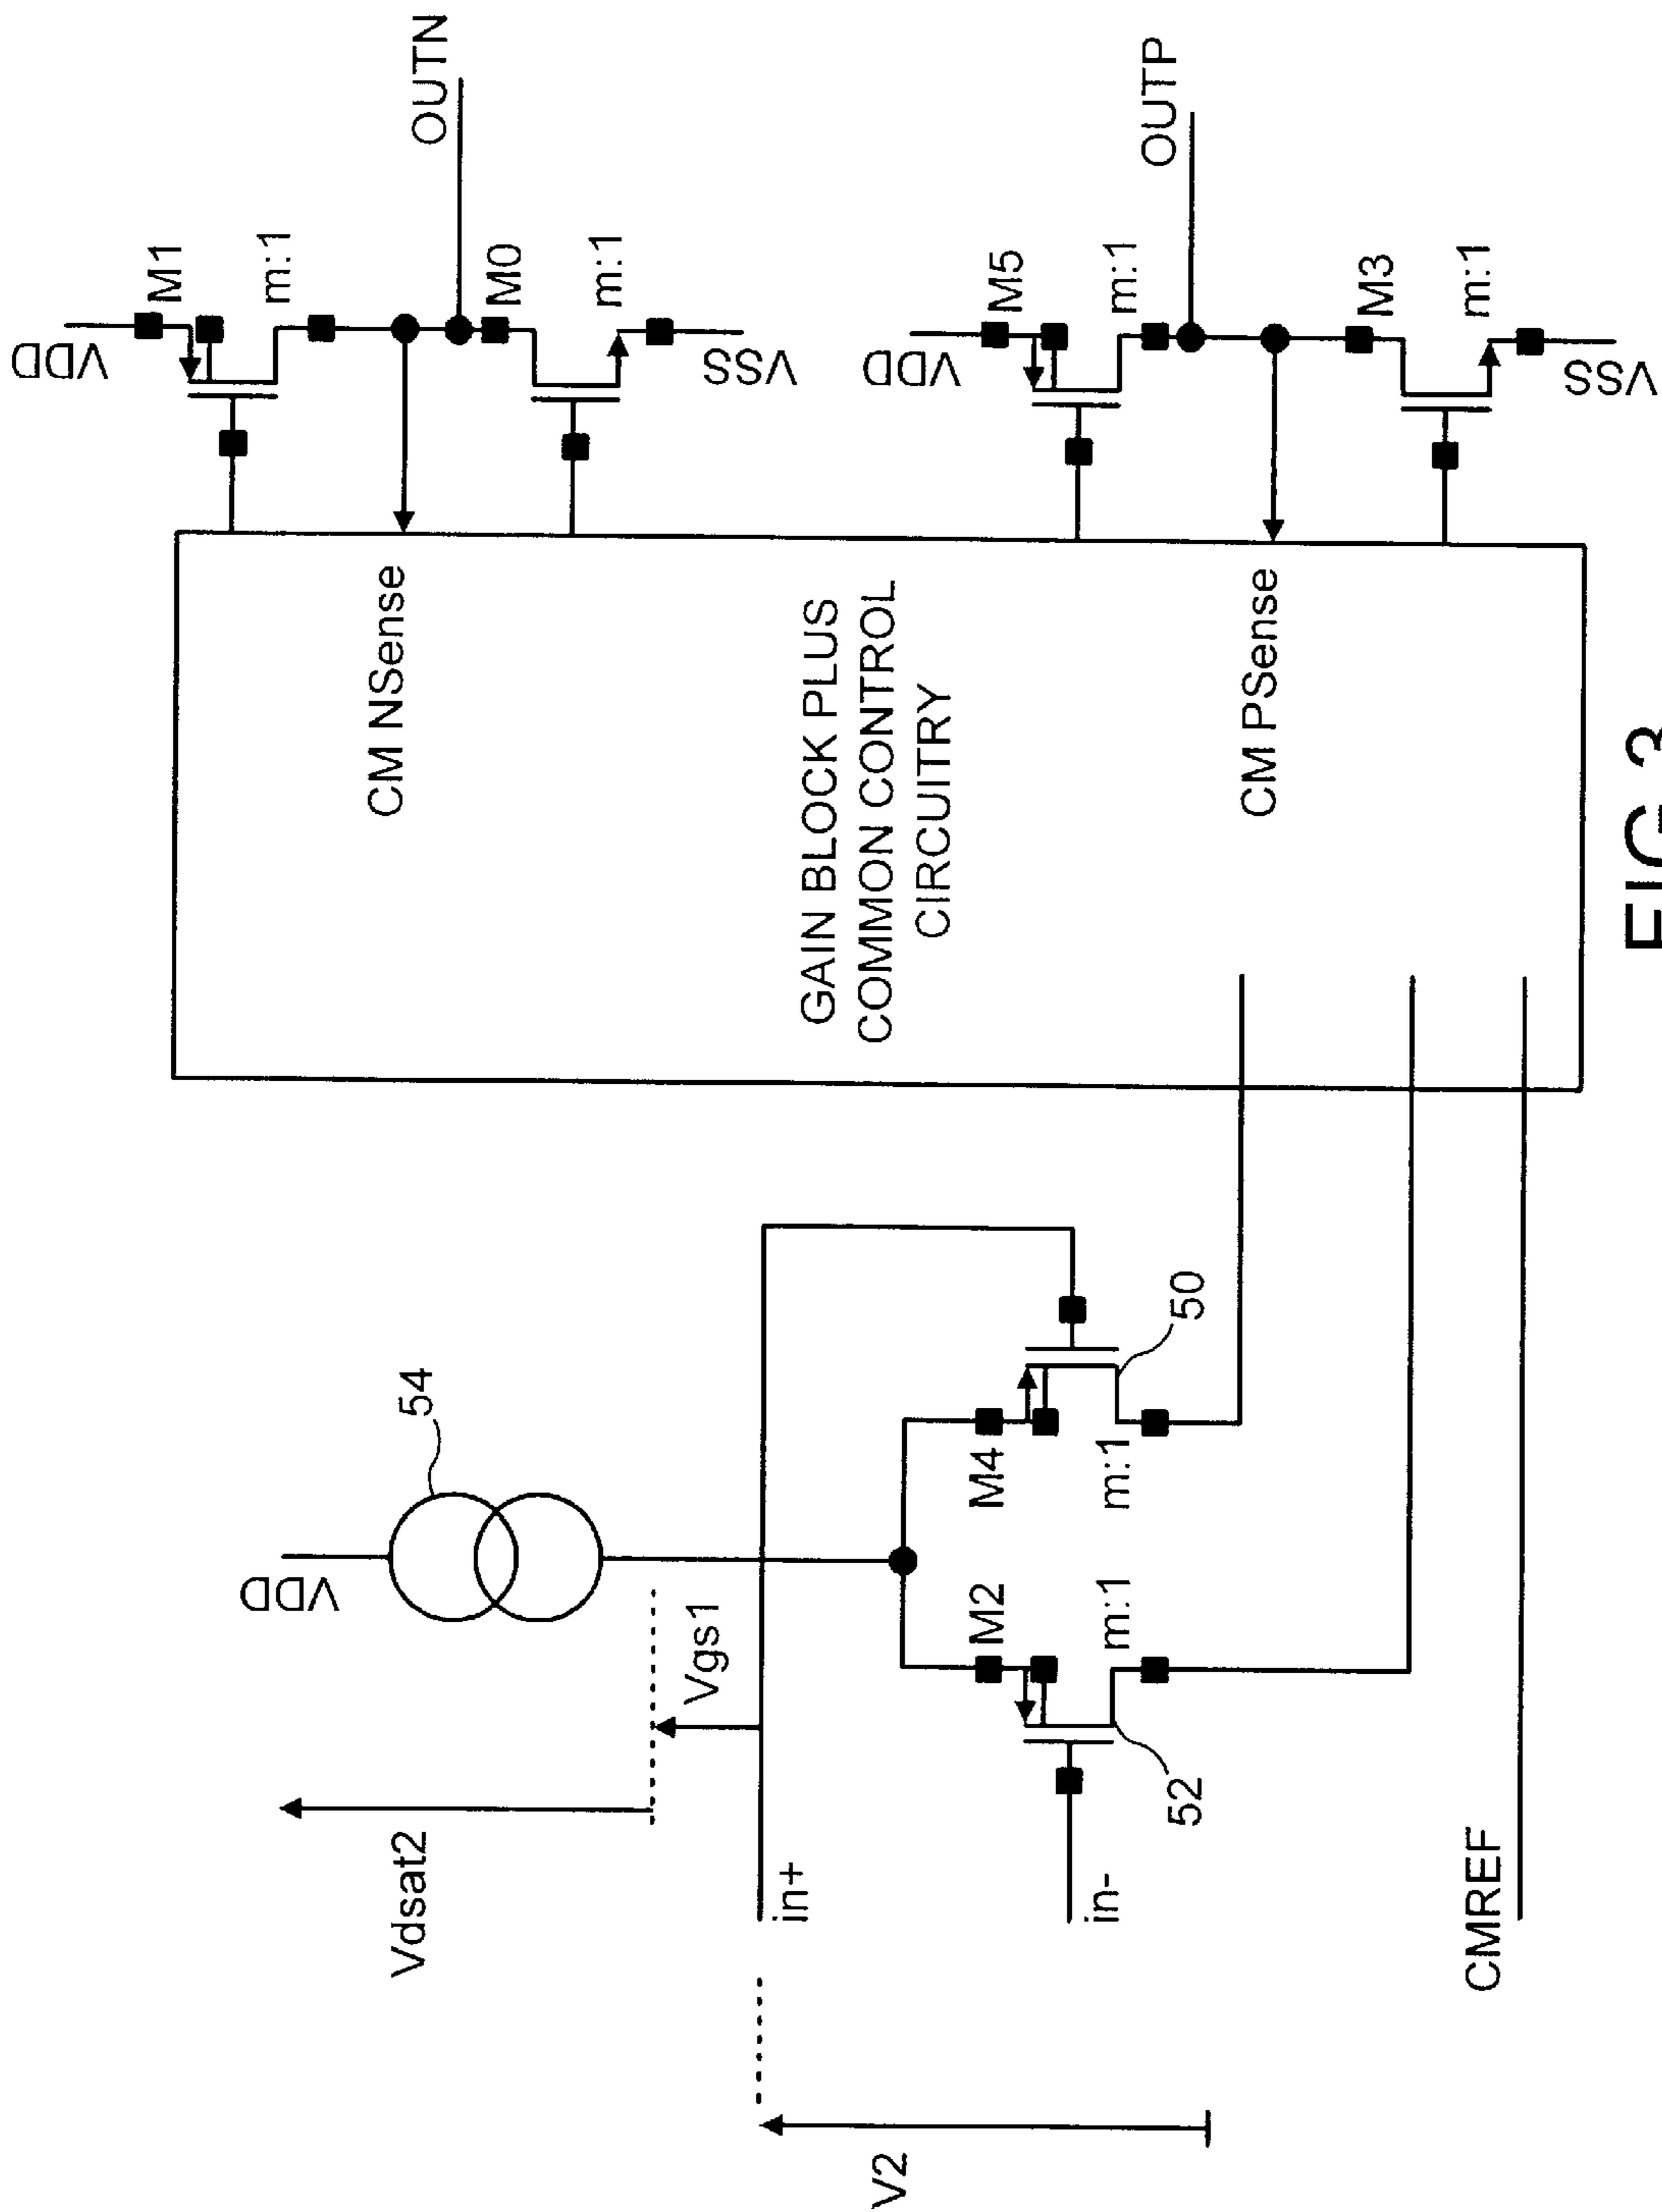 VDD
M1
m:1
OUTN
M0
m:1
VSS
VDD
M5
m:1
OUTP
M3
m:1
VSS
CM NSense
GAIN BLOCK PLUS
COMMON CONTROL
CIRCUITRY
CM PSense
VDD
54
Vdsat2
Vgs1
in+
M2
m:1
M4
m:1
50
52
in-
V2
CMREF
FIG. 3